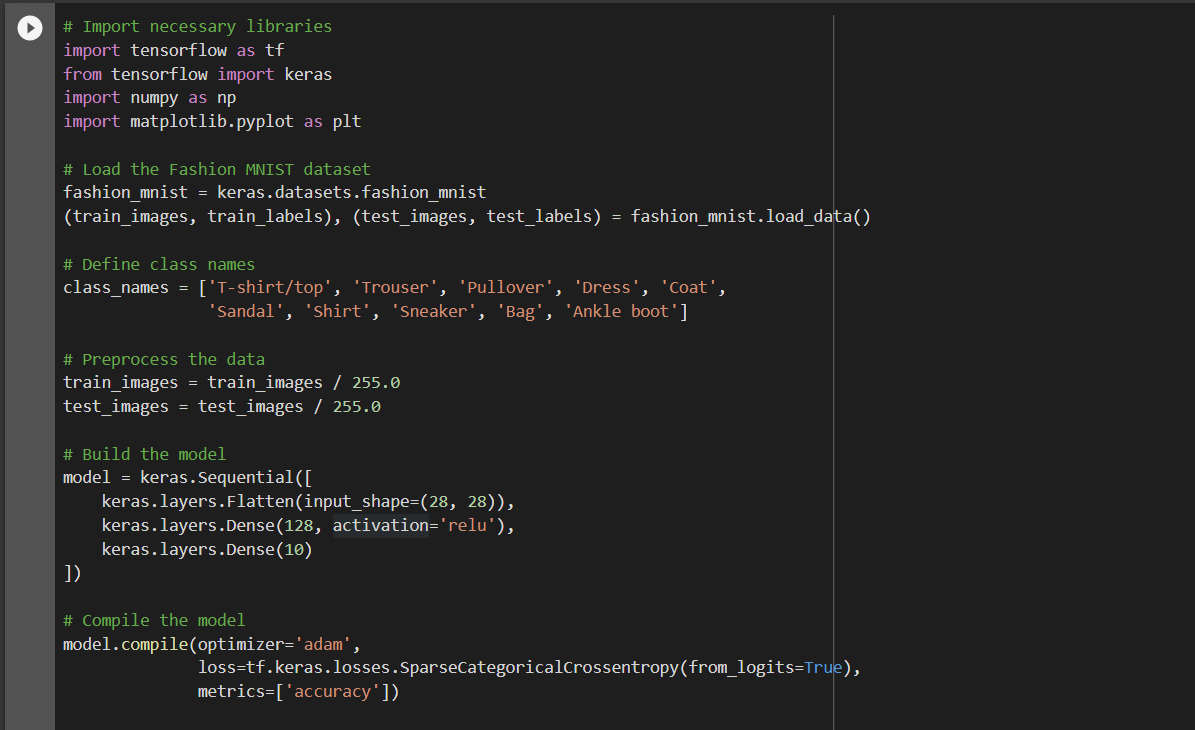 # Import necessary libraries
import tensorflow as tf
from tensorflow import keras
import numpy as np
import matplotlib.pyplot as plt
# Load the Fashion MNIST dataset
fashion_mnist = keras.datasets.fashion_mnist
(train_images, train_labels), (test_images, test_labels) = fashion_mnist.load_data()
# Define class names
class_names = ['T-shirt/top', 'Trouser', 'Pullover', 'Dress', 'Coat',
               'Sandal', 'Shirt', 'Sneaker', 'Bag', 'Ankle boot']
# Preprocess the data
train_images = train_images / 255.0
test_images = test_images / 255.0
# Build the model
model = keras.Sequential([
    keras.layers.Flatten(input_shape=(28, 28)),
    keras.layers.Dense(128, activation='relu'),
    keras.layers.Dense(10)
])
# Compile the model
model.compile(optimizer='adam',
              loss=tf.keras.losses.SparseCategoricalCrossentropy(from_logits=True),
              metrics=['accuracy'])